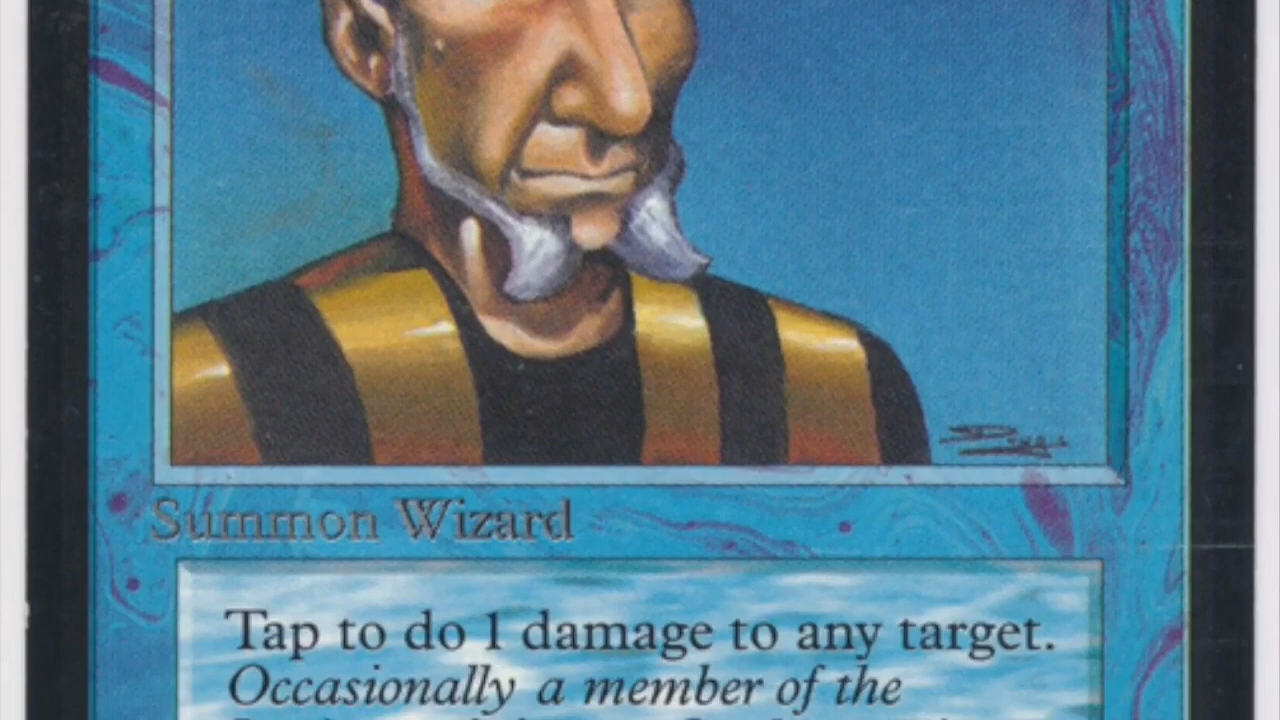 Summon Wizard
Tap to do 1 damage to any target.
Occasionally a member of the